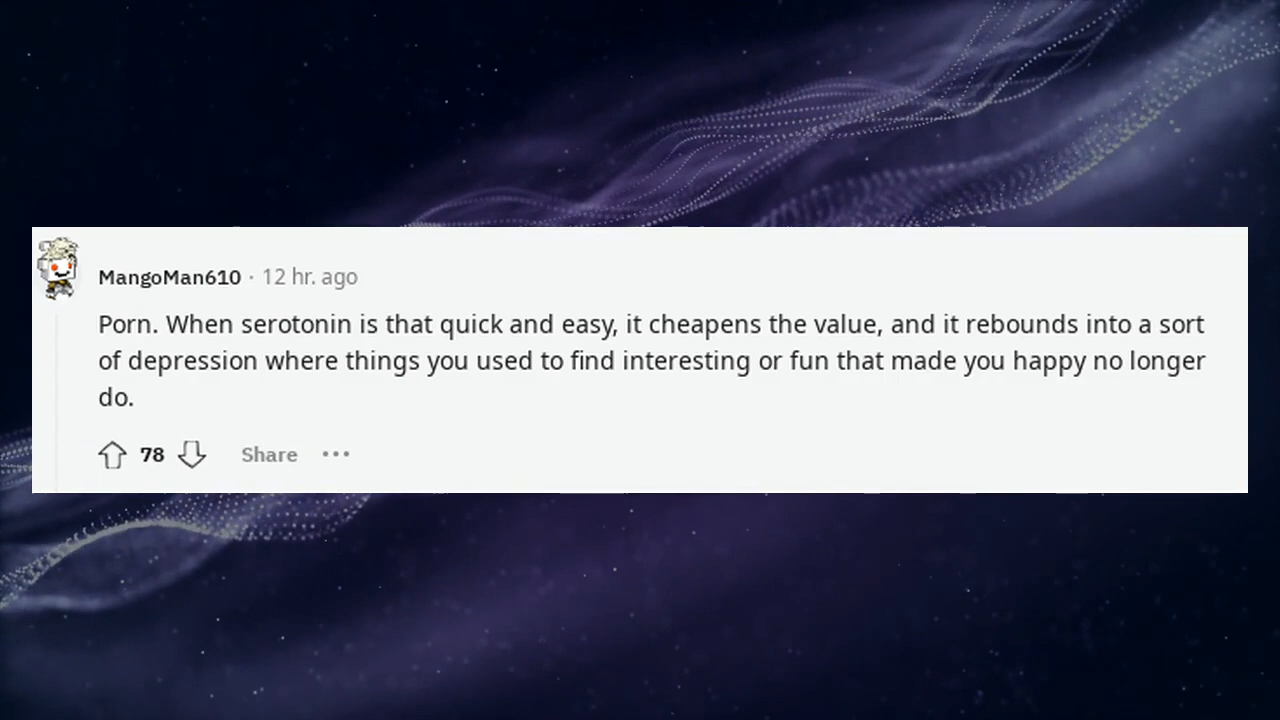 MangoMan610 · 12 hr. ago
Porn. When serotonin is that quick and easy, it cheapens the value, and it rebounds into a sort
of depression where things you used to find interesting or fun that made you happy no longer
do.
78 Share ···